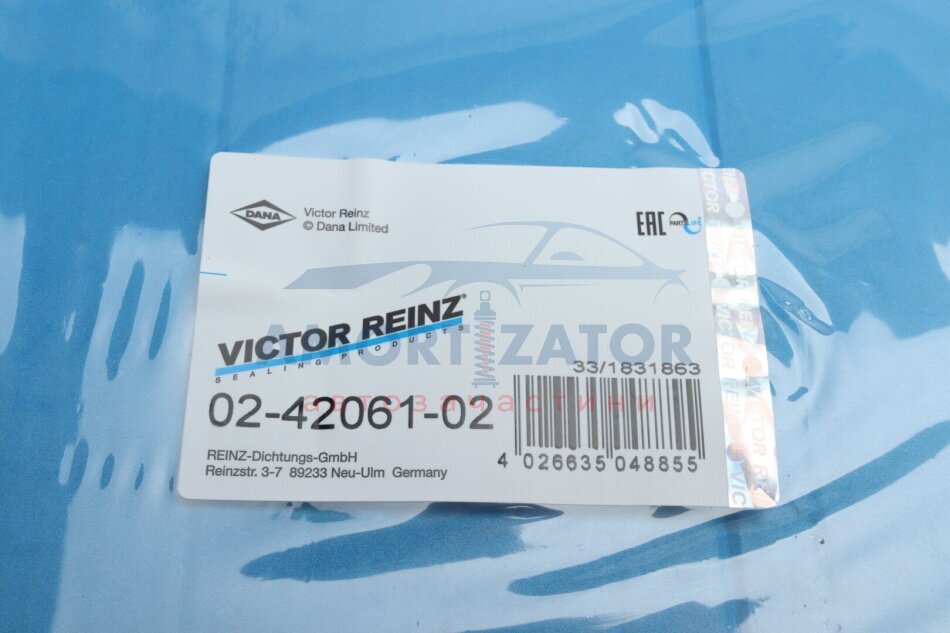 DANA
Victor Reinz
© Dana Limited
EAC
PARTSLIFE
VICTOR REINZ®
SEALING PRODUCTS
AMORTIZATOR
автозапчастини
33/1831863
02-42061-02
REINZ-Dichtungs-GmbH
Reinzstr. 3-7 89233 Neu-Ulm Germany
4 026635 048855